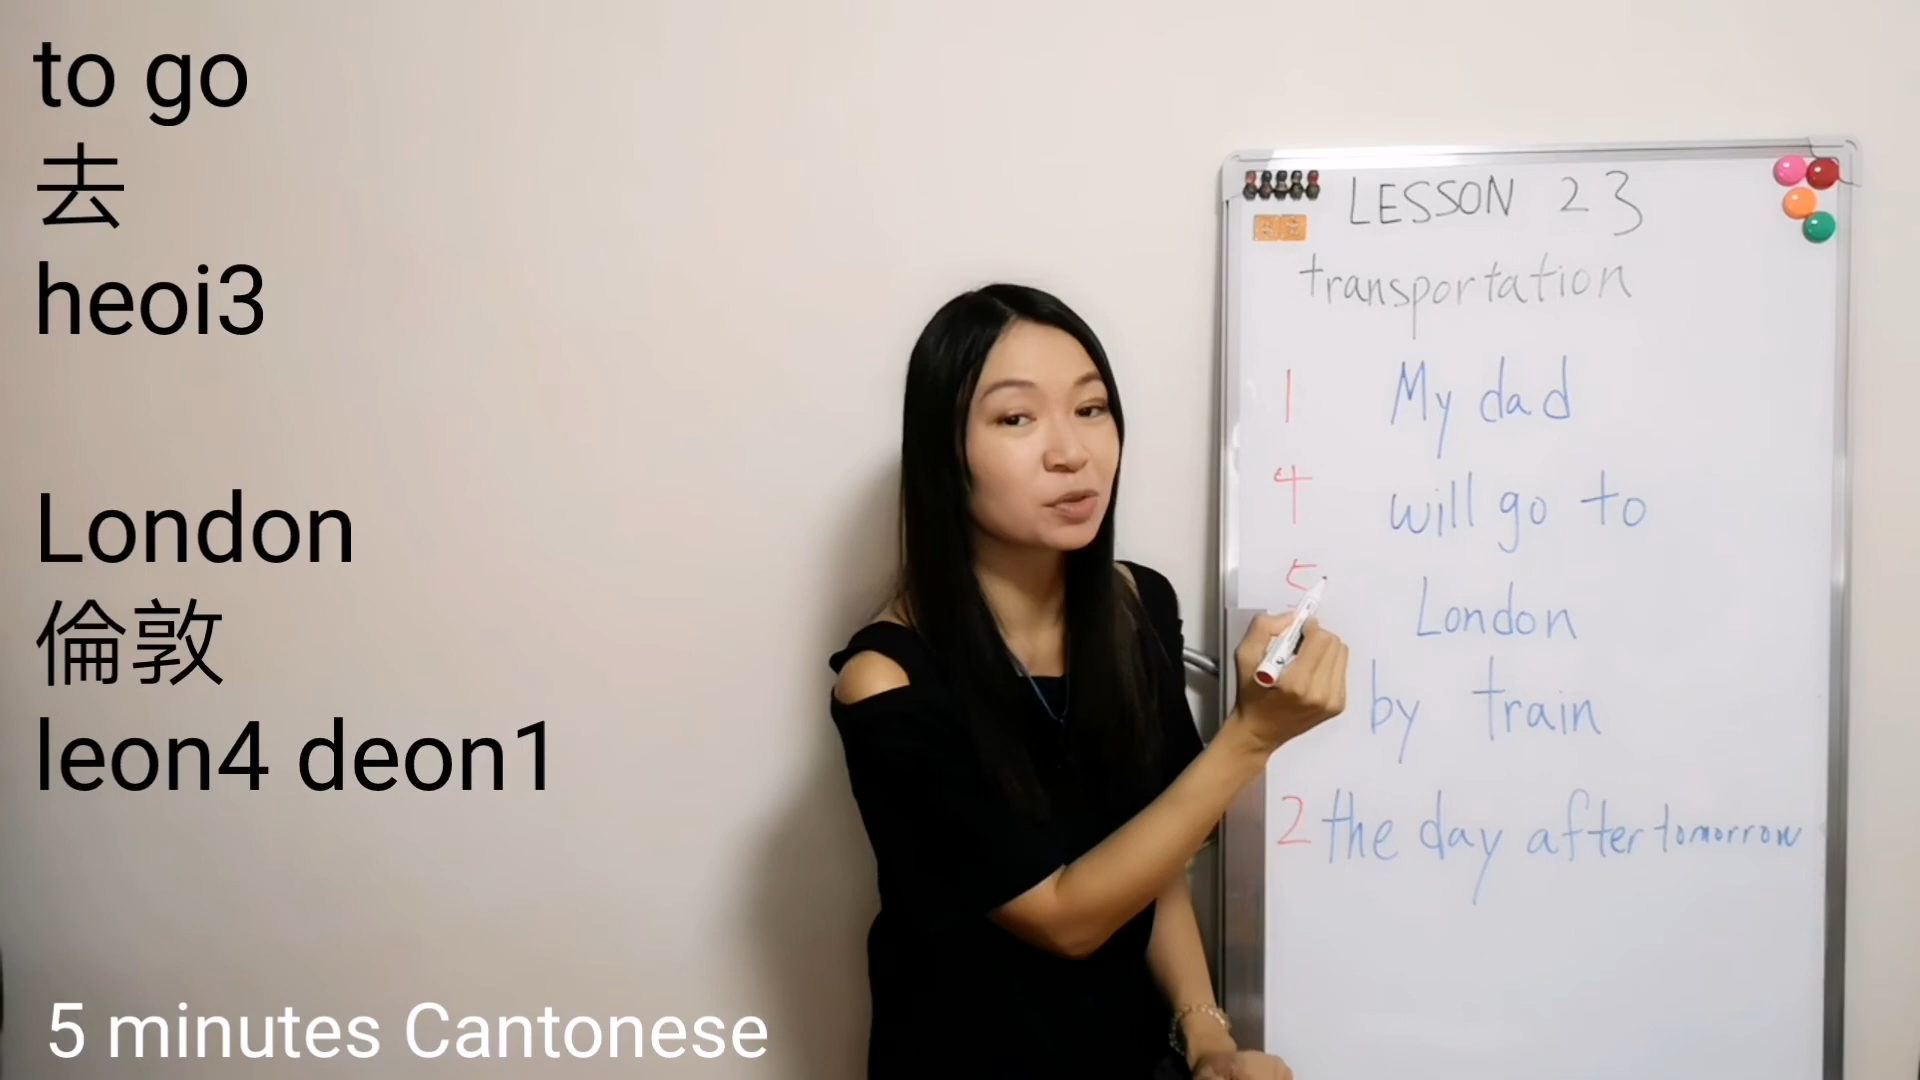 to go
去
heoi3
London
倫敦
leon4 deon1
5 minutes Cantonese
LESSON 23
transportation
1 My dad
4 will go to
5 London
by train
2 the day after tomorrow